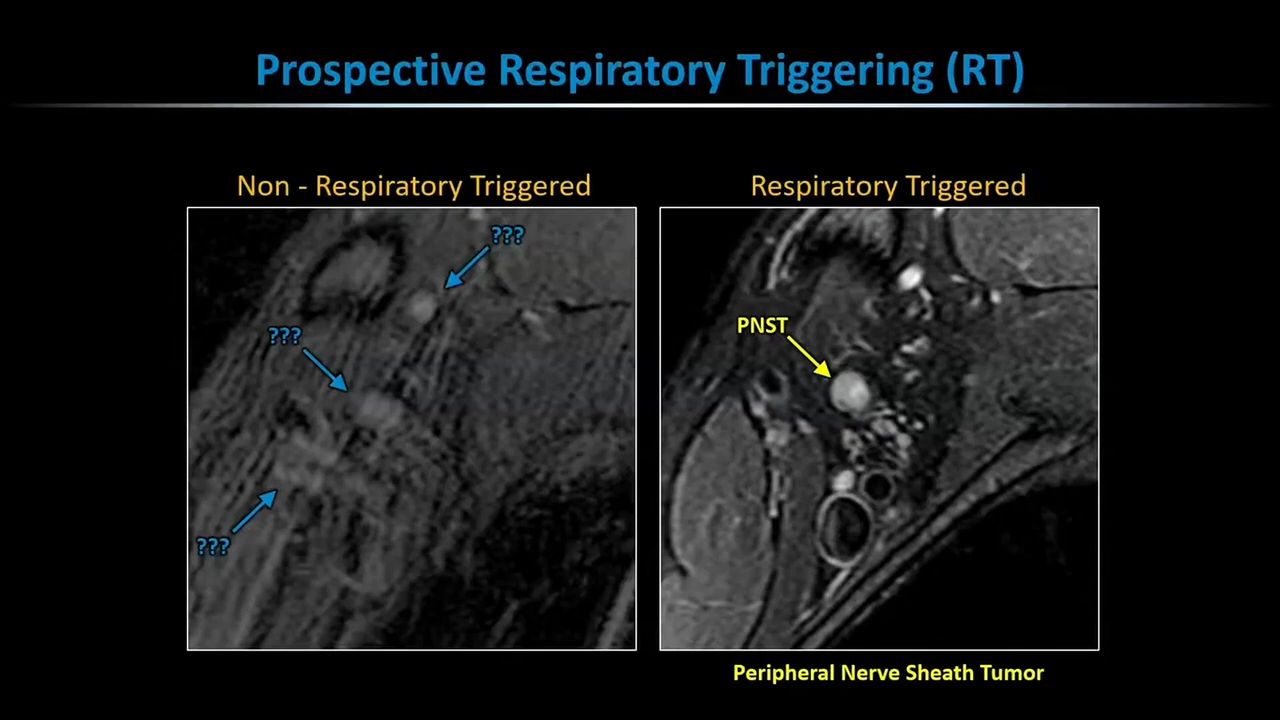 Prospective Respiratory Triggering (RT)
Non - Respiratory Triggered
Respiratory Triggered
???
???
???
PNST
Peripheral Nerve Sheath Tumor